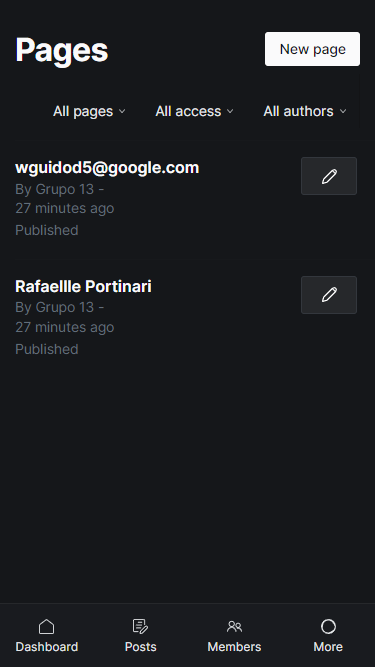 Pages
New page
All pages
All access
All authors
wguidod5@google.com
By Grupo 13 -
27 minutes ago
Published
Rafaellle Portinari
By Grupo 13 -
27 minutes ago
Published
Dashboard
Posts
Members
More